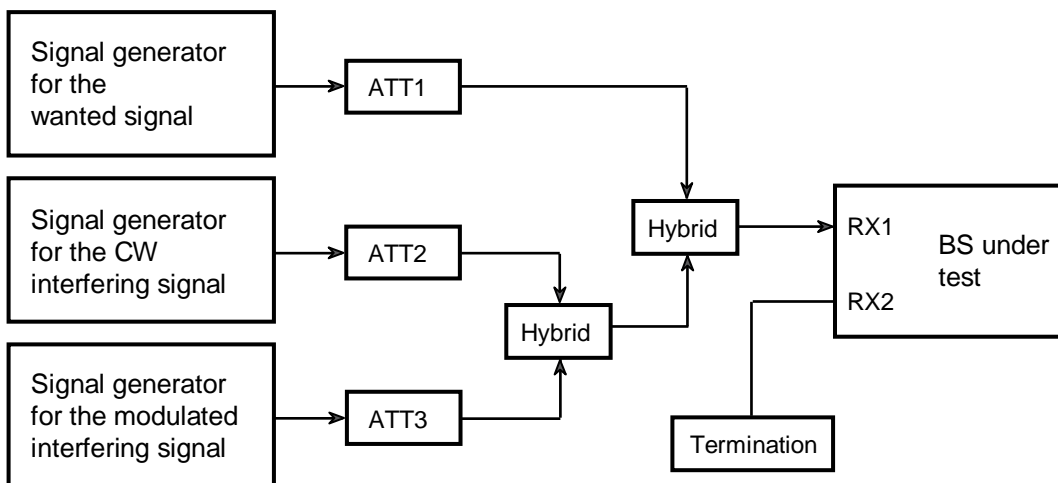 Signal generator
for the
wanted signal
ATT1
Signal generator
for the CW
interfering signal
ATT2
Hybrid
Hybrid
RX1
RX2
BS under
test
Signal generator
for the modulated
interfering signal
ATT3
Termination